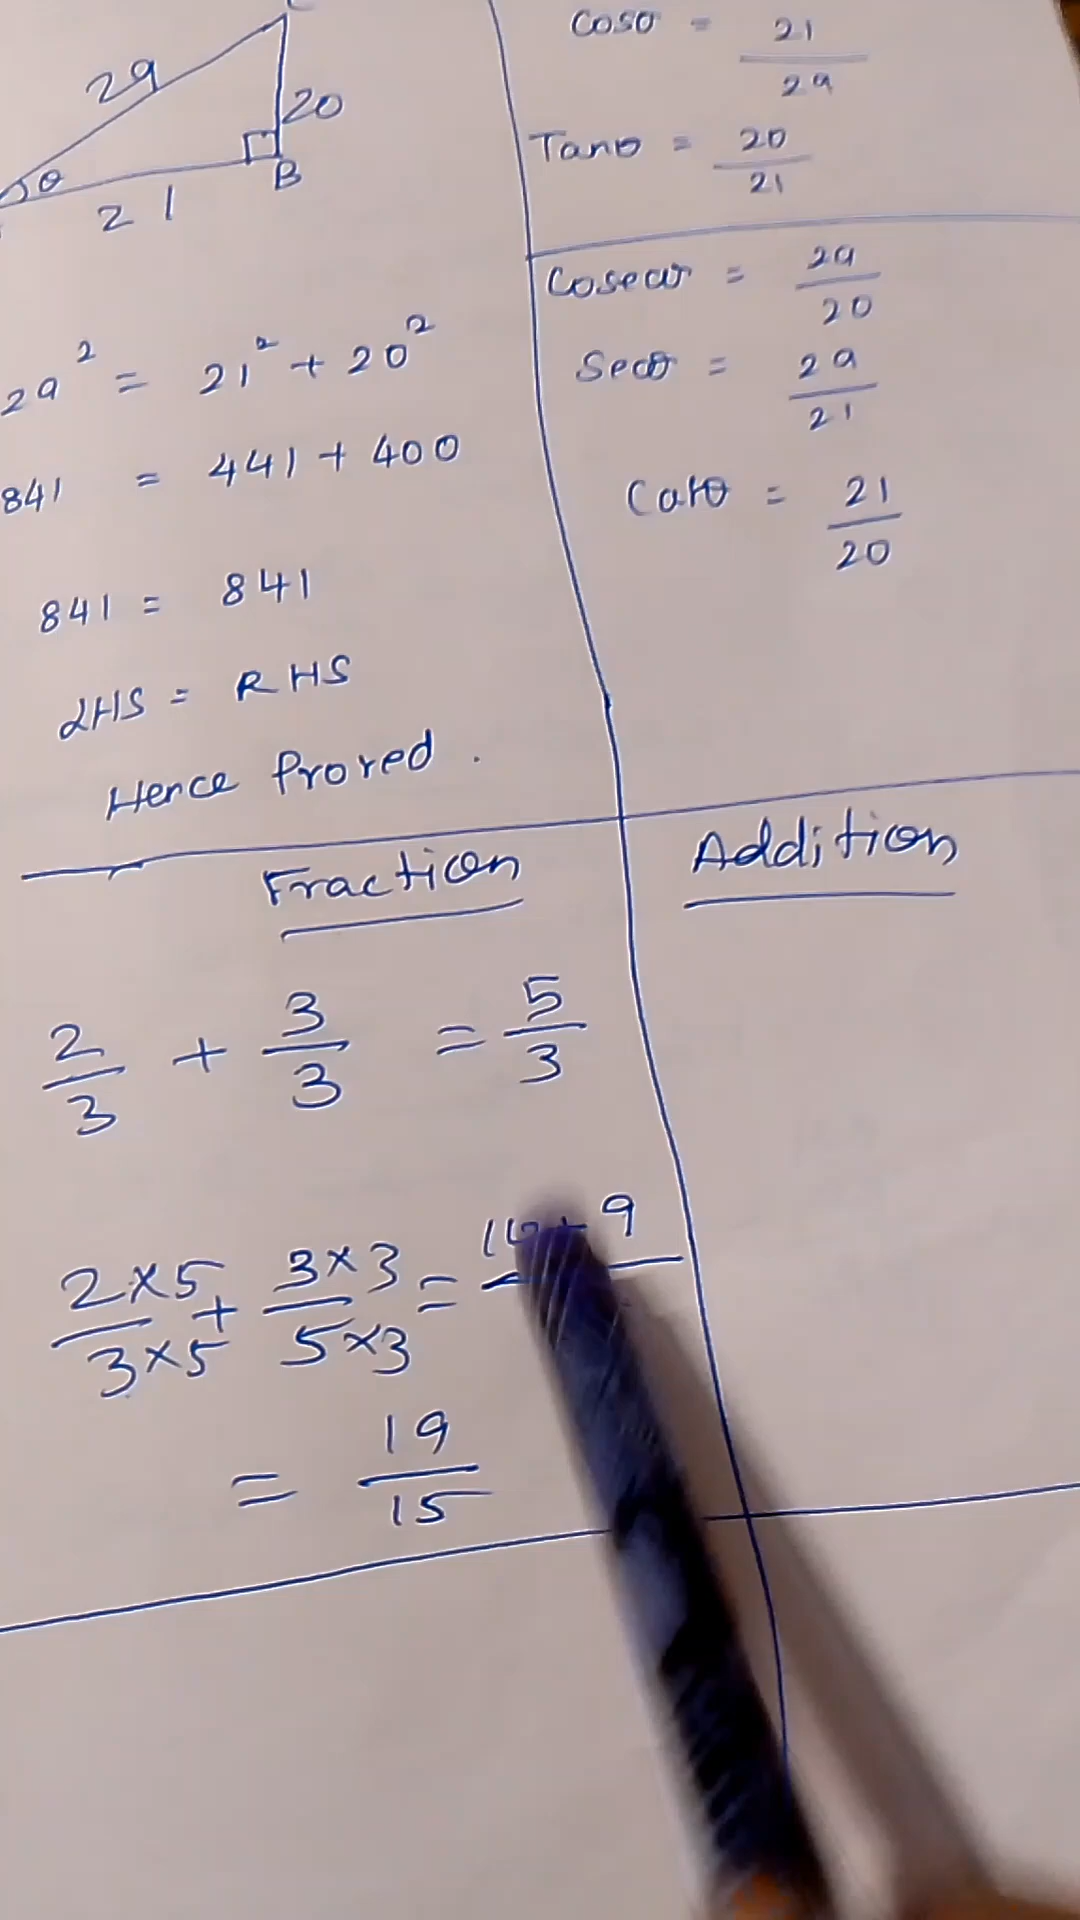 29
20
θ
B
21
29² = 21² + 20²
841 = 441 + 400
841 = 841
LHS = RHS
Hence Proved.
Cosθ = 21/29
Tanθ = 20/21
Cosecθ = 29/20
Secθ = 29/21
Cotθ = 21/20
Fraction
2/3 + 3/3 = 5/3
2×5/3×5 + 3×3/5×3 = 10+9
= 19/15
Addition